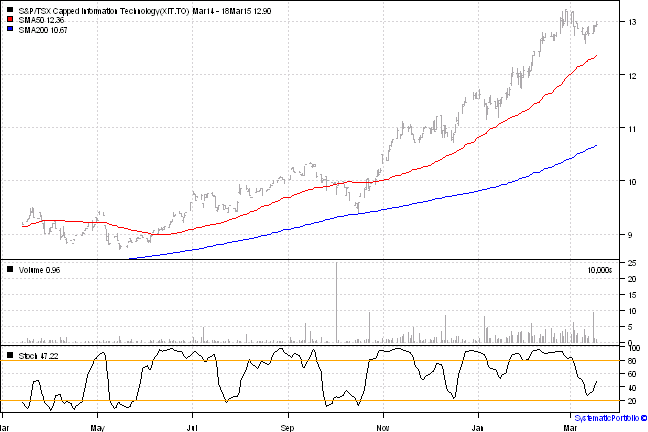 S&P/TSX Capped Information Technology(XIT.TO) Mar14 - 18Mar15 12.90
SMA50 12.36
SMA200 10.67
13
12
11
10
9
Volume 0.96
10,000s
25
20
15
10
5
0
Stoch 47.22
100
80
60
40
20
Mar
May
Jul
Sep
Nov
Jan
Mar
SystematicPortfolio ©